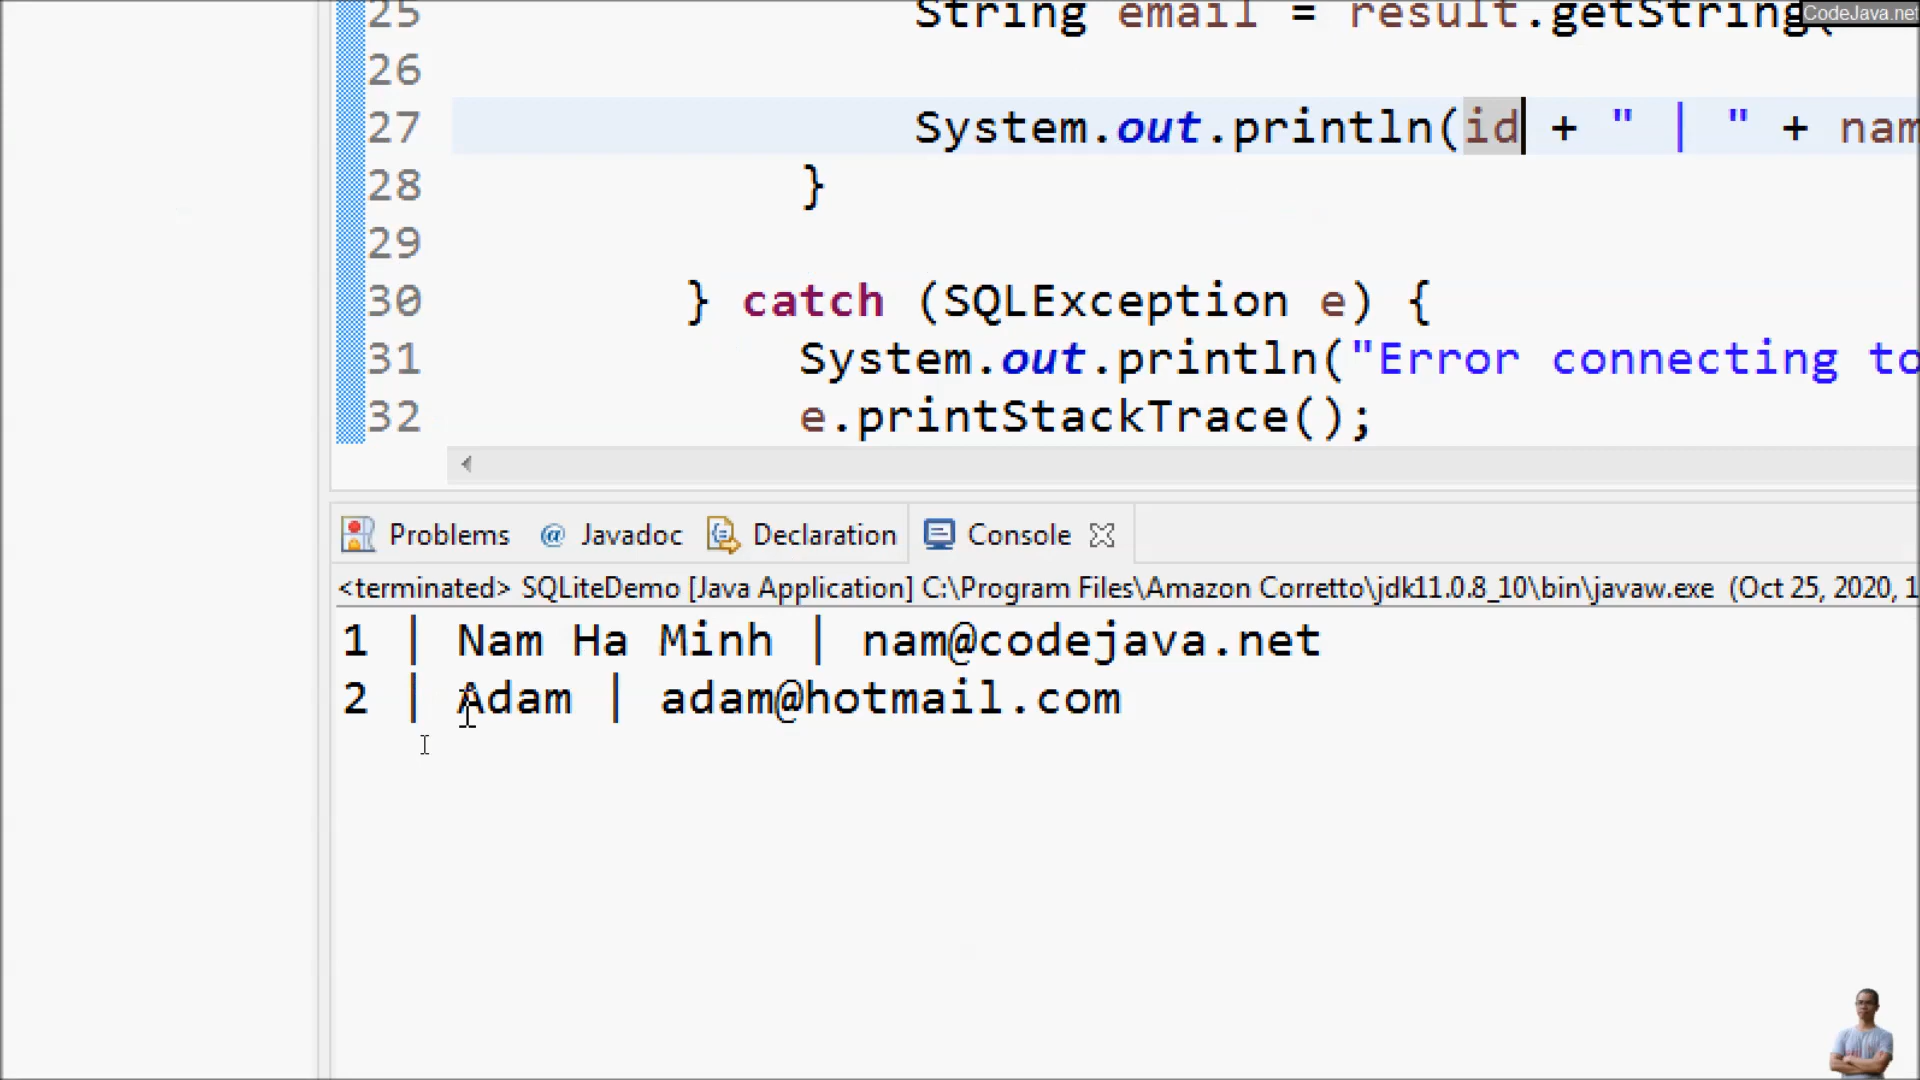 CodeJava.net
25 String email = result.getString(
26
27 System.out.println(id + " | " + nam
28 }
29
30 } catch (SQLException e) {
31 System.out.println("Error connecting to
32 e.printStackTrace();
Problems @ Javadoc Declaration Console
<terminated> SQLiteDemo [Java Application] C:\Program Files\Amazon Corretto\jdk11.0.8_10\bin\javaw.exe (Oct 25, 2020, 1
1 | Nam Ha Minh | nam@codejava.net
2 | Adam | adam@hotmail.com